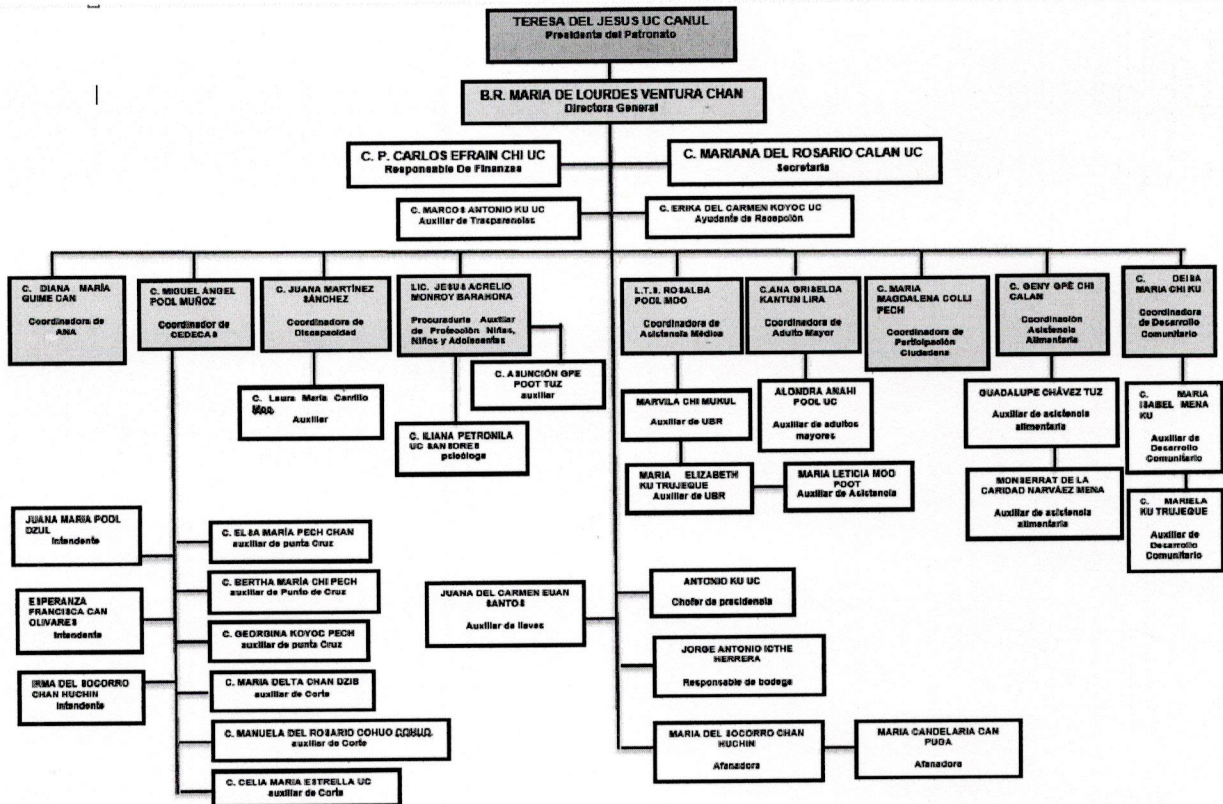 TERESA DEL JESUS UC CANUL
Presidenta del Patronato
B.R. MARIA DE LOURDES VENTURA CHAN
Directora General
C. P. CARLOS EFRAIN CHI UC
Responsable De Finanzas
C. MARIANA DEL ROSARIO CALAN UC
Secretaria
C. MARCOS ANTONIO KU UC
Auxiliar de Trasparencias
C. ERIKA DEL CARMEN KOYOC UC
Ayudante de Recepción
C. DIANA MARÍA
QUIME CAN
Coordinadora de
ANA
C. MIGUEL ÁNGEL
POOL MUÑOZ
Coordinador de
CEDECAS
C. JUANA MARTÍNEZ
SÁNCHEZ
Coordinadora de
Discapacidad
LIC. JESUS ACRELIO
MONROY BARAHONA
Procuraduria Auxiliar
de Protección Niñas,
Niños y Adolescentes
L.T.S. ROSALBA
POOL MOO
Coordinadora de
Asistencia Médica
C.ANA GRISELDA
KANTUN LIRA
Coordinadora de
Adulto Mayor
C. MARIA
MAGDALENA COLLI
PECH
Coordinadora de
Participación
Ciudadana
C. GENY GPÈ CHI
CALAN
Coordinación
Asistencia
Alimentaria
C. DEISA
MARIA CHI KU
Coordinadora
de Desarrollo
Comunitario
C. ASUNCIÓN GPE
POOT TUZ
auxiliar
C. Laura María Carrillo
Moo
Auxiliar
C. ILIANA PETRONILA
UC SANSORES
psicóloga
MARVILA CHI MUKUL
Auxiliar de UBR
ALONDRA ANAHI
POOL UC
Auxiliar de adultos
mayores
GUADALUPE CHÁVEZ TUZ
Auxiliar de asistencia
alimentaria
C. MARIA
ISABEL MENA
KU
Auxiliar de
Desarrollo
Comunitario
MARIA ELIZABETH
KU TRUJEQUE
Auxiliar de UBR
MARIA LETICIA MOO
POOT
Auxiliar de Asistencia
MONSERRAT DE LA
CARIDAD NARVÁEZ MENA
Auxiliar de asistencia
alimentaria
C. MARIELA
KU TRUJEQUE
Auxiliar de
Desarrollo
Comunitario
JUANA MARIA POOL
DZUL
Intendente
C. ELSA MARÍA PECH CHAN
auxiliar de punta Cruz
ESPERANZA
FRANCISCA CAN
OLIVARES
Intendente
C. BERTHA MARÍA CHI PECH
auxiliar de Punto de Cruz
C. GEORGINA KOYOC PECH
auxiliar de punta Cruz
IRMA DEL SOCORRO
CHAN HUCHIN
Intendente
C. MARIA DELTA CHAN DZIB
auxiliar de Corte
C. MANUELA DEL ROSARIO COHUO COHUO
auxiliar de Corte
C. CELIA MARIA ESTRELLA UC
auxiliar de Corte
JUANA DEL CARMEN EUAN
SANTOS
Auxiliar de llaves
ANTONIO KU UC
Chofer de presidencia
JORGE ANTONIO ICTHE
HERRERA
Responsable de bodega
MARIA DEL SOCORRO CHAN
HUCHIN
Afanadora
MARIA CANDELARIA CAN
PUGA
Afanadora